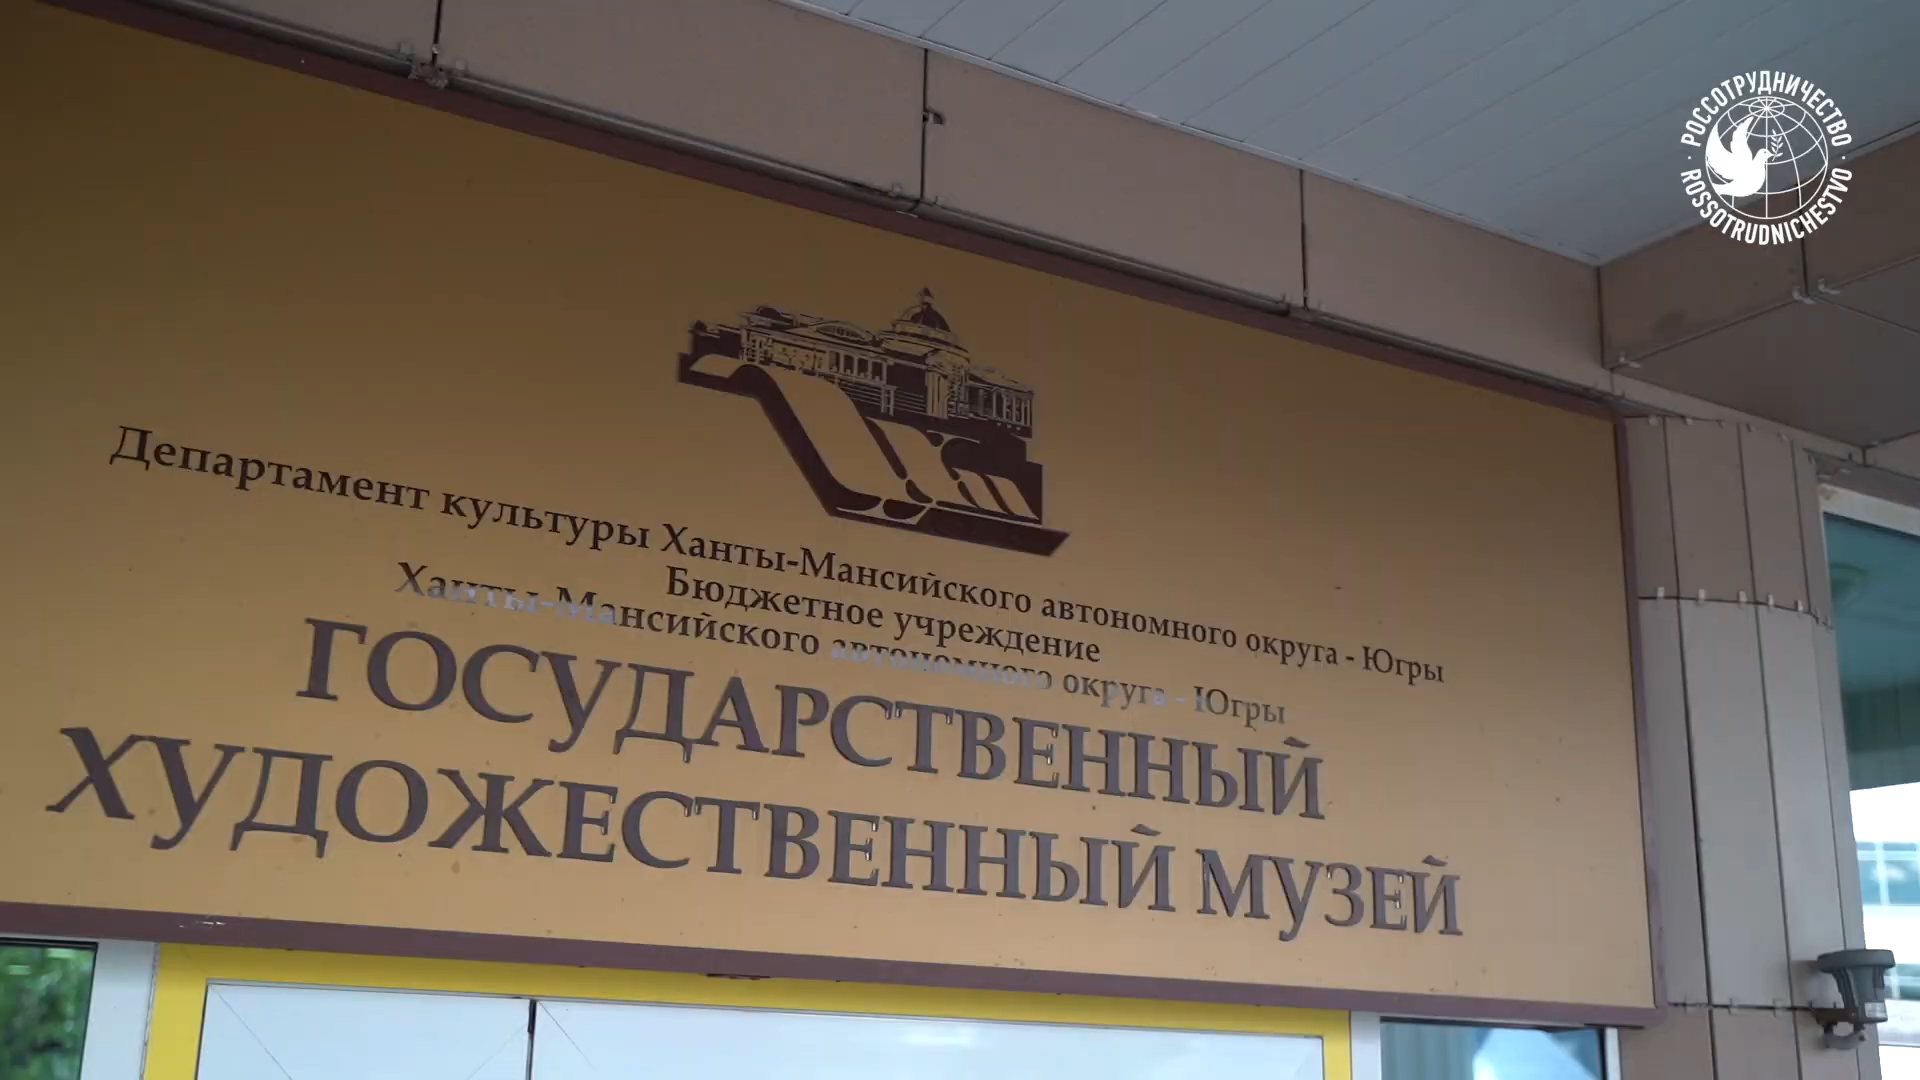 РОССОТРУДНИЧЕСТВО
ROSSOTRUDNICHESTVO
Департамент культуры Ханты-Мансийского автономного округа - Югры
Бюджетное учреждение
Ханты-Мансийского автономного округа - Югры
ГОСУДАРСТВЕННЫЙ
ХУДОЖЕСТВЕННЫЙ МУЗЕЙ